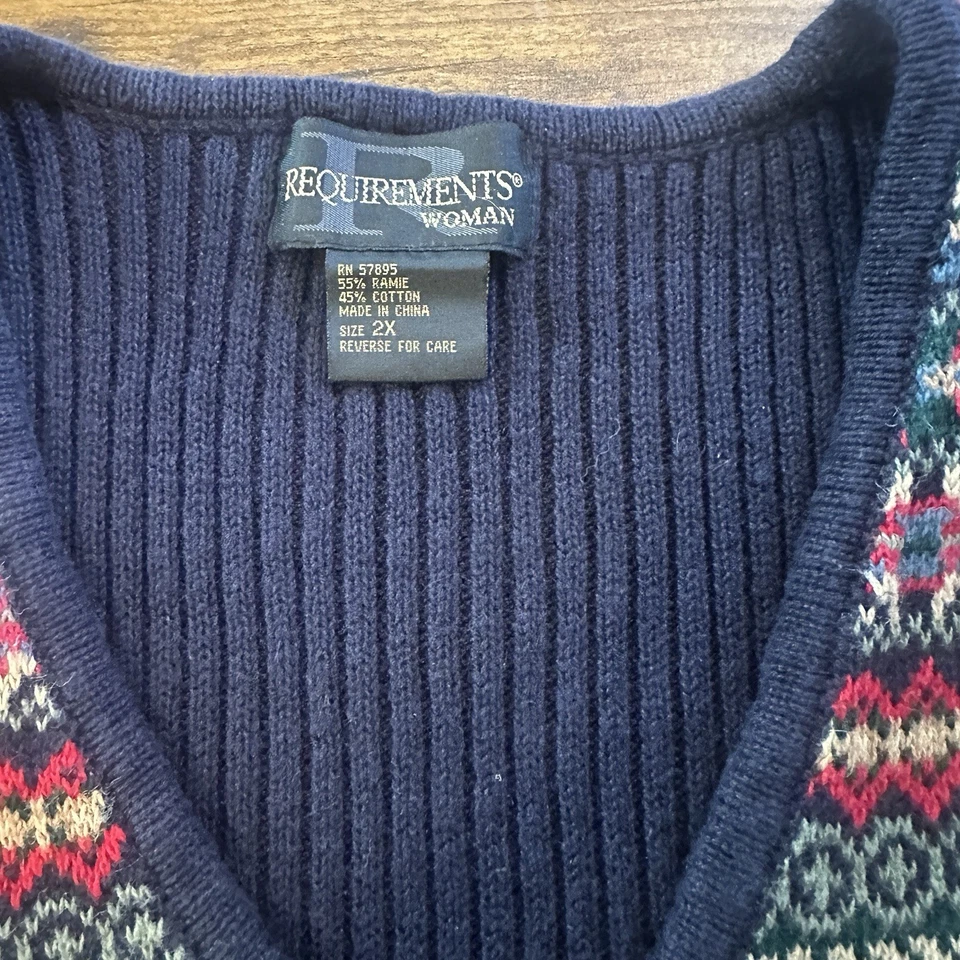 R
REQUIREMENTS®
WOMAN
RN 57895
55% RAMIE
45% COTTON
MADE IN CHINA
SIZE 2X
REVERSE FOR CARE